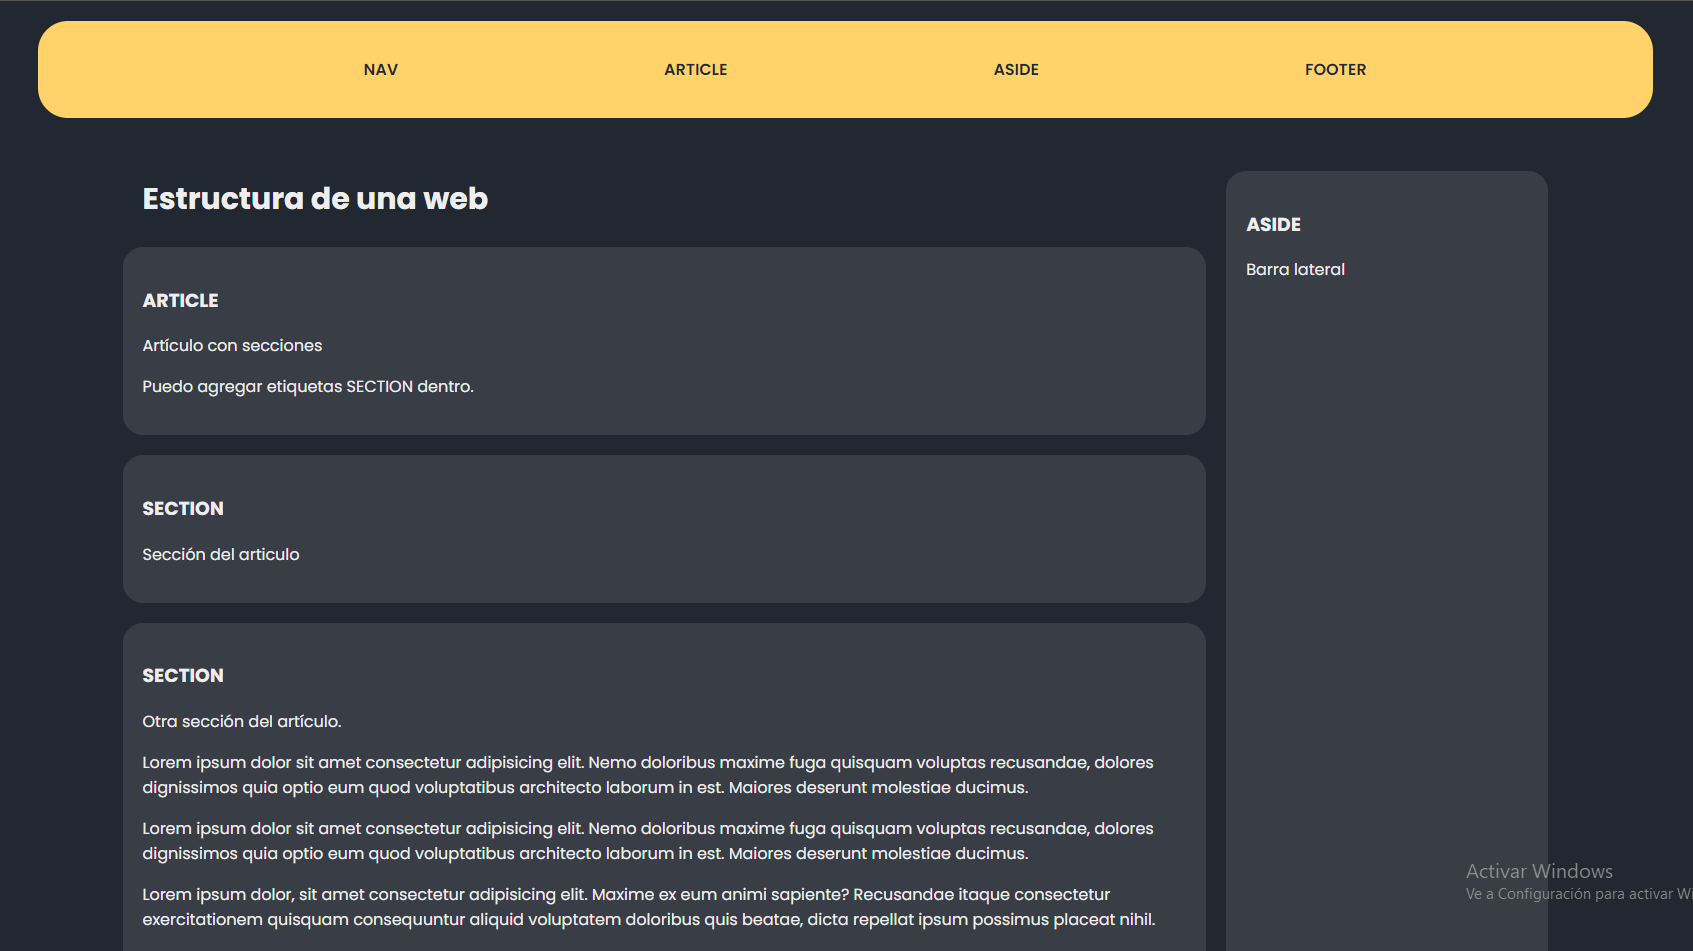 NAV ARTICLE ASIDE FOOTER
Estructura de una web
ARTICLE
Artículo con secciones
Puedo agregar etiquetas SECTION dentro.
SECTION
Sección del articulo
SECTION
Otra sección del artículo.
Lorem ipsum dolor sit amet consectetur adipisicing elit. Nemo doloribus maxime fuga quisquam voluptas recusandae, dolores
dignissimos quia optio eum quod voluptatibus architecto laborum in est. Maiores deserunt molestiae ducimus.
Lorem ipsum dolor sit amet consectetur adipisicing elit. Nemo doloribus maxime fuga quisquam voluptas recusandae, dolores
dignissimos quia optio eum quod voluptatibus architecto laborum in est. Maiores deserunt molestiae ducimus.
Lorem ipsum dolor, sit amet consectetur adipisicing elit. Maxime ex eum animi sapiente? Recusandae itaque consectetur
exercitationem quisquam consequuntur aliquid voluptatem doloribus quis beatae, dicta repellat ipsum possimus placeat nihil.
ASIDE
Barra lateral
Activar Windows
Ve a Configuración para activar Wi